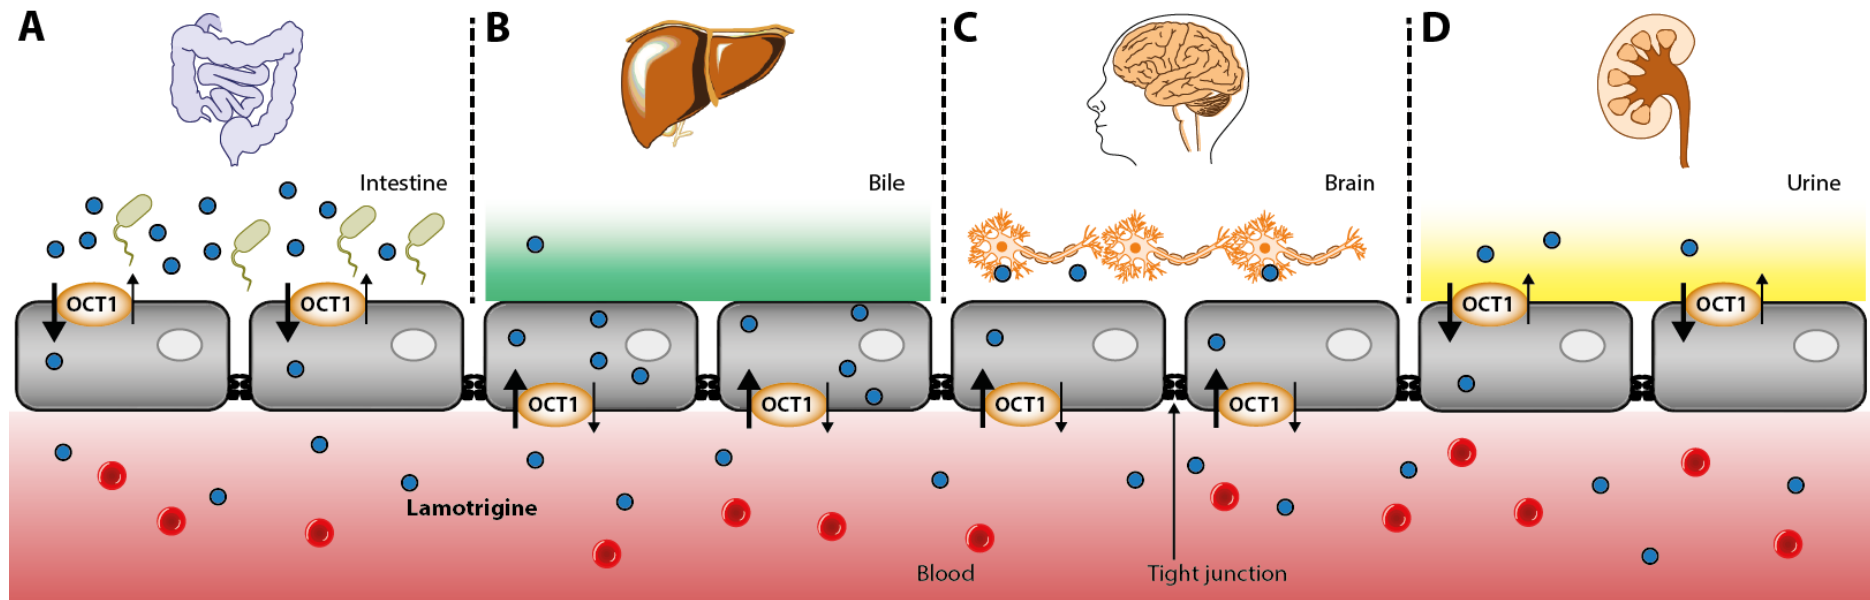 A
B
C
D
Intestine
Bile
Brain
Urine
OCT1
OCT1
OCT1
OCT1
OCT1
OCT1
OCT1
OCT1
Lamotrigine
Blood
Tight junction